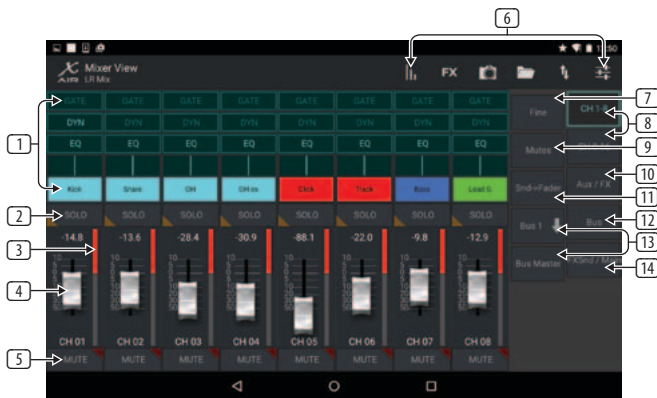 6
12:50
X AIR
Mixer View
LR Mix
FX
GATE GATE GATE GATE GATE GATE GATE GATE
DYN DYN DYN DYN DYN DYN DYN DYN
EQ EQ EQ EQ EQ EQ EQ EQ
Kick Snare OH Click Track Bass Lead G
SOLO SOLO SOLO SOLO SOLO SOLO SOLO SOLO
-14.8 -13.6 -28.4 -30.9 -88.1 -22.0 -9.8 -12.9
CH 01 CH 02 CH 03 CH 04 CH 05 CH 06 CH 07 CH 08
MUTE MUTE MUTE MUTE MUTE MUTE MUTE MUTE
Fine CH 1-8
Mutes
Snd->Fader Aux / FX
Bus 1 Bus
Bus Master
1
2
3
4
5
7
8
9
10
11
12
13
14